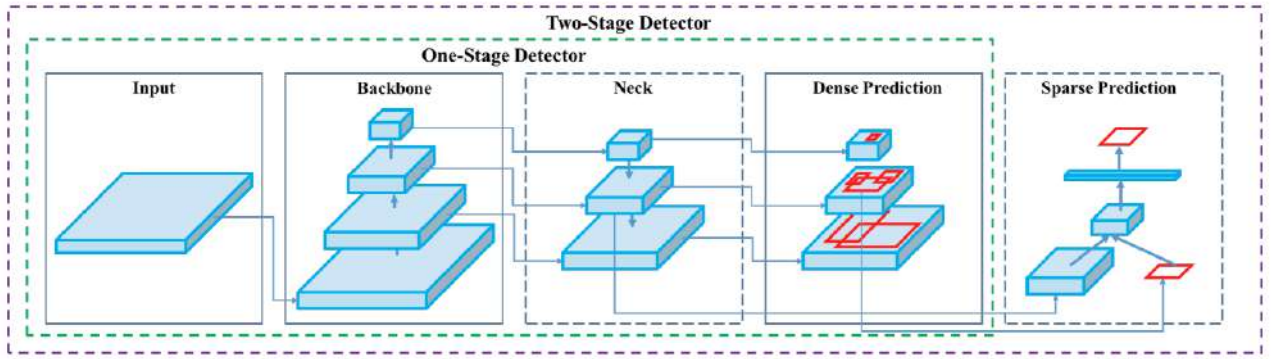 Two-Stage Detector
One-Stage Detector
Input
Backbone
Neck
Dense Prediction
Sparse Prediction